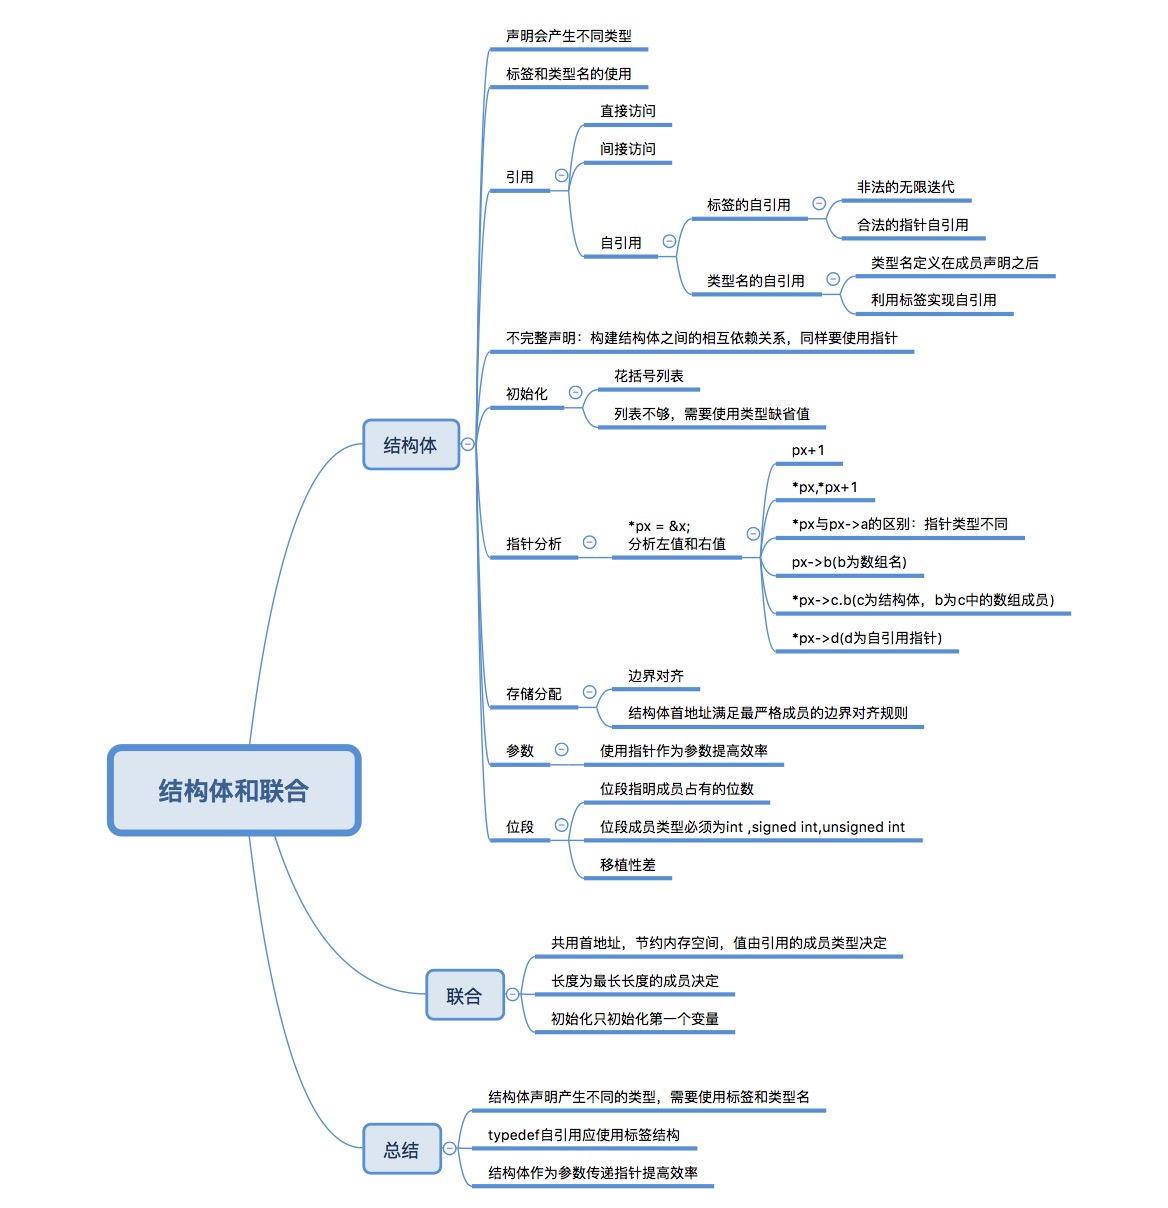 声明会产生不同类型
标签和类型名的使用
直接访问
间接访问
引用
非法的无限迭代
标签的自引用
合法的指针自引用
自引用
类型名定义在成员声明之后
类型名的自引用
利用标签实现自引用
不完整声明：构建结构体之间的相互依赖关系，同样要使用指针
花括号列表
初始化
列表不够，需要使用类型缺省值
结构体
px+1
*px,*px+1
*px = &x;
分析左值和右值
*px与px->a的区别：指针类型不同
指针分析
px->b(b为数组名)
*px->c.b(c为结构体，b为c中的数组成员)
*px->d(d为自引用指针)
边界对齐
存储分配
结构体首地址满足最严格成员的边界对齐规则
参数
使用指针作为参数提高效率
结构体和联合
位段指明成员占有的位数
位段
位段成员类型必须为int ,signed int,unsigned int
移植性差
共用首地址，节约内存空间，值由引用的成员类型决定
联合
长度为最长长度的成员决定
初始化只初始化第一个变量
结构体声明产生不同的类型，需要使用标签和类型名
总结
typedef自引用应使用标签结构
结构体作为参数传递指针提高效率